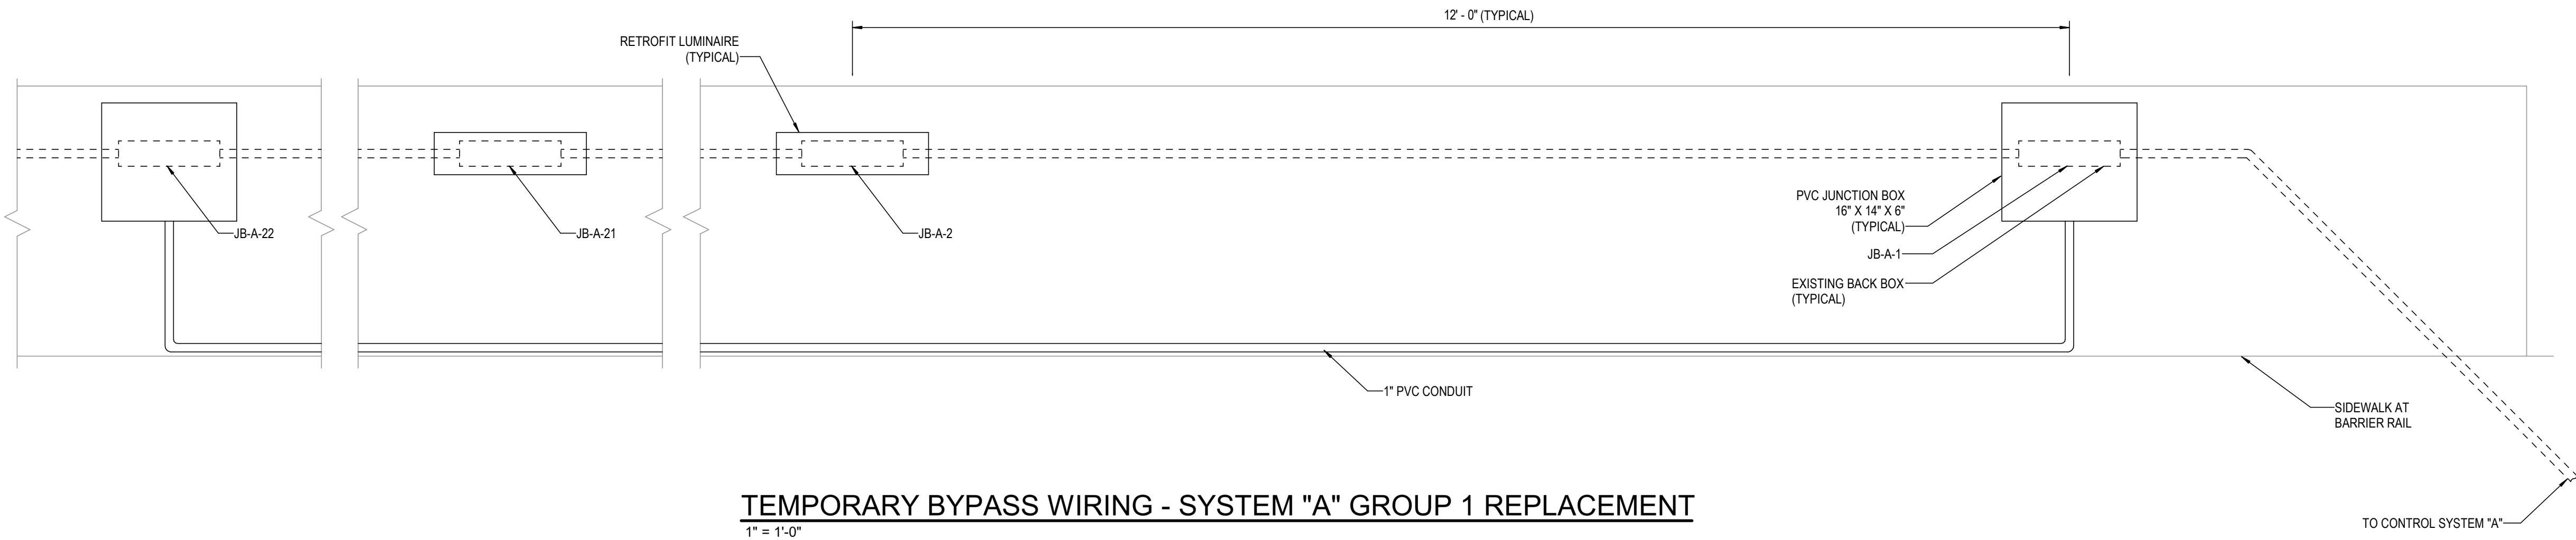 12' - 0" (TYPICAL)
RETROFIT LUMINAIRE
(TYPICAL)
PVC JUNCTION BOX
16" X 14" X 6"
(TYPICAL)
JB-A-22
JB-A-21
JB-A-2
JB-A-1
EXISTING BACK BOX
(TYPICAL)
1" PVC CONDUIT
SIDEWALK AT
BARRIER RAIL
TEMPORARY BYPASS WIRING - SYSTEM "A" GROUP 1 REPLACEMENT
1" = 1'-0"
TO CONTROL SYSTEM "A"